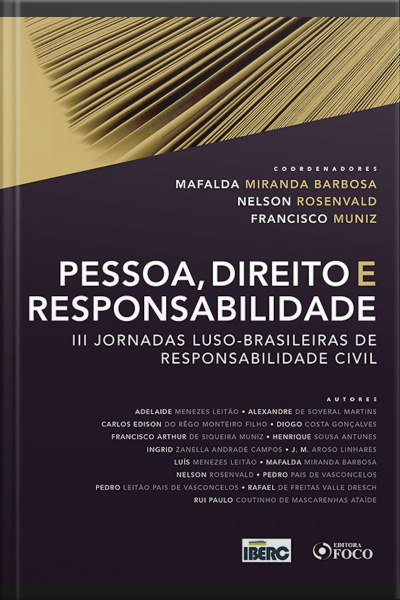 COORDENADORES
MAFALDA MIRANDA BARBOSA
NELSON ROSENVALD
FRANCISCO MUNIZ
PESSOA, DIREITO E
RESPONSABILIDADE
III JORNADAS LUSO-BRASILEIRAS DE
RESPONSABILIDADE CIVIL
AUTORES
ADELAIDE MENEZES LEITÃO • ALEXANDRE DE SOVERAL MARTINS
CARLOS EDISON DO RÊGO MONTEIRO FILHO • DIOGO COSTA GONÇALVES
FRANCISCO ARTHUR DE SIQUEIRA MUNIZ • HENRIQUE SOUSA ANTUNES
INGRID ZANELLA ANDRADE CAMPOS • J. M. AROSO LINHARES
LUÍS MENEZES LEITÃO • MAFALDA MIRANDA BARBOSA
NELSON ROSENVALD • PEDRO PAIS DE VASCONCELOS
PEDRO LEITÃO PAIS DE VASCONCELOS • RAFAEL DE FREITAS VALLE DRESCH
RUI PAULO COUTINHO DE MASCARENHAS ATAÍDE
IBERC
EDITORA
FOCO